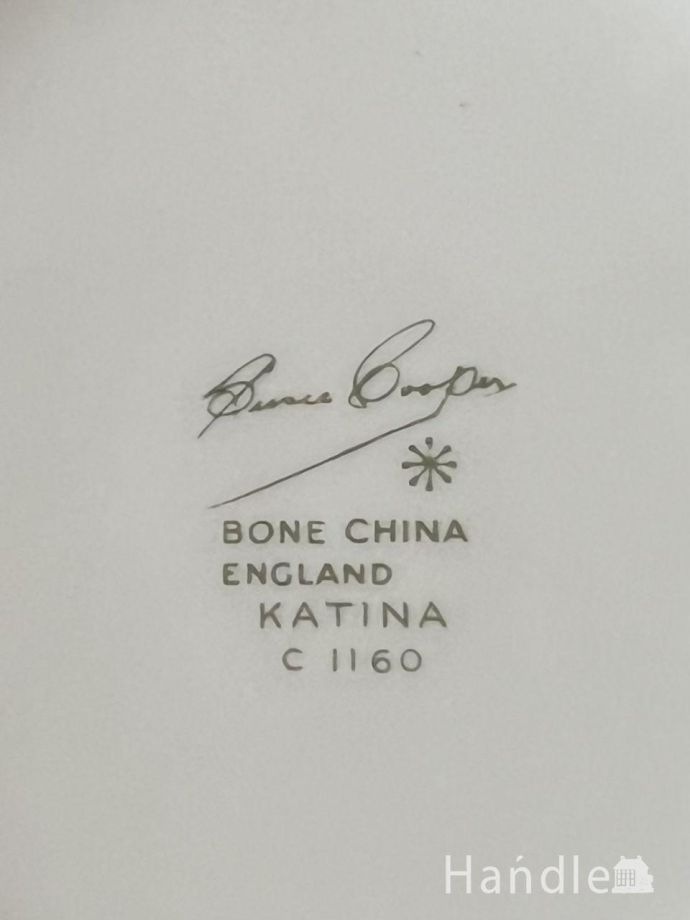 Susie Cooper
BONE CHINA
ENGLAND
KATINA
C 1160
Handle